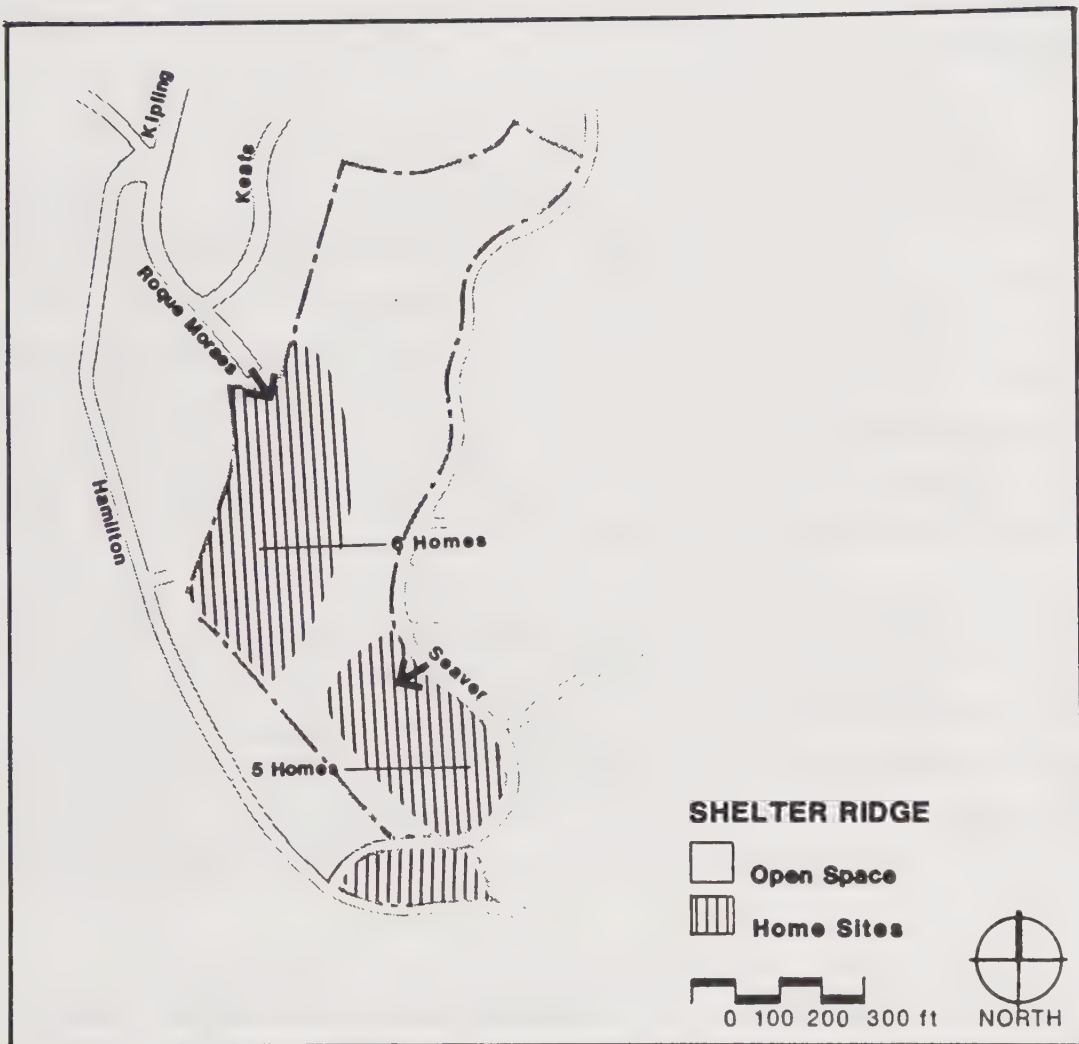 Kipling
Keats
Roque Moraes
Hamilton
6 Homes
Seaver
5 Homes
SHELTER RIDGE
Open Space
Home Sites
0 100 200 300 ft
NORTH